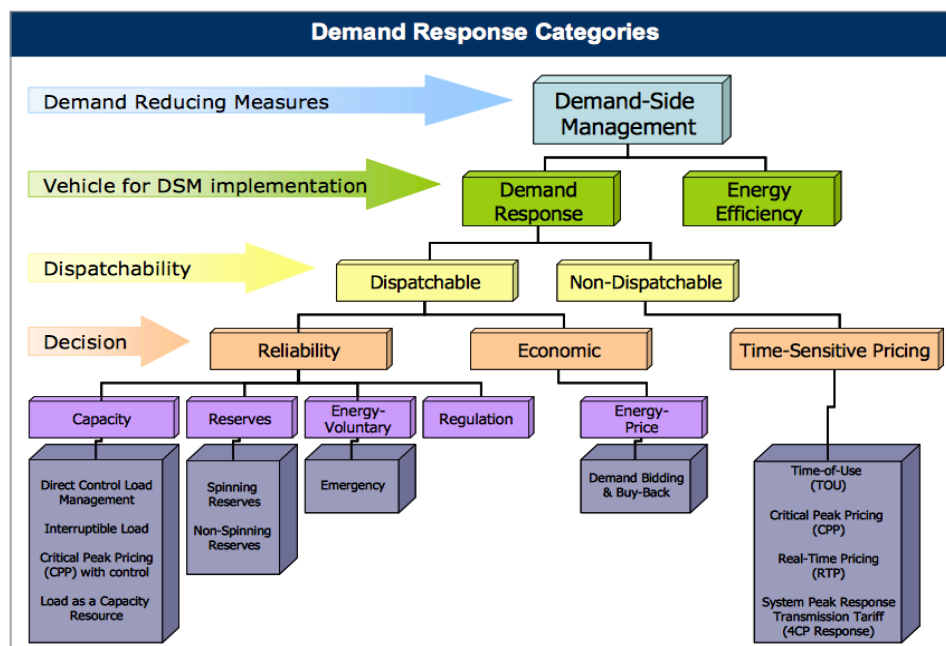 Demand Response Categories
Demand Reducing Measures
Demand-Side
Management
Vehicle for DSM implementation
Demand
Response
Energy
Efficiency
Dispatchability
Dispatchable
Non-Dispatchable
Decision
Reliability
Economic
Time-Sensitive Pricing
Capacity
Reserves
Energy-
Voluntary
Regulation
Energy-
Price
Direct Control Load
Management
Interruptible Load
Critical Peak Pricing
(CPP) with control
Load as a Capacity
Resource
Spinning
Reserves
Non-Spinning
Reserves
Emergency
Demand Bidding
& Buy-Back
Time-of-Use
(TOU)
Critical Peak Pricing
(CPP)
Real-Time Pricing
(RTP)
System Peak Response
Transmission Tariff
(4CP Response)